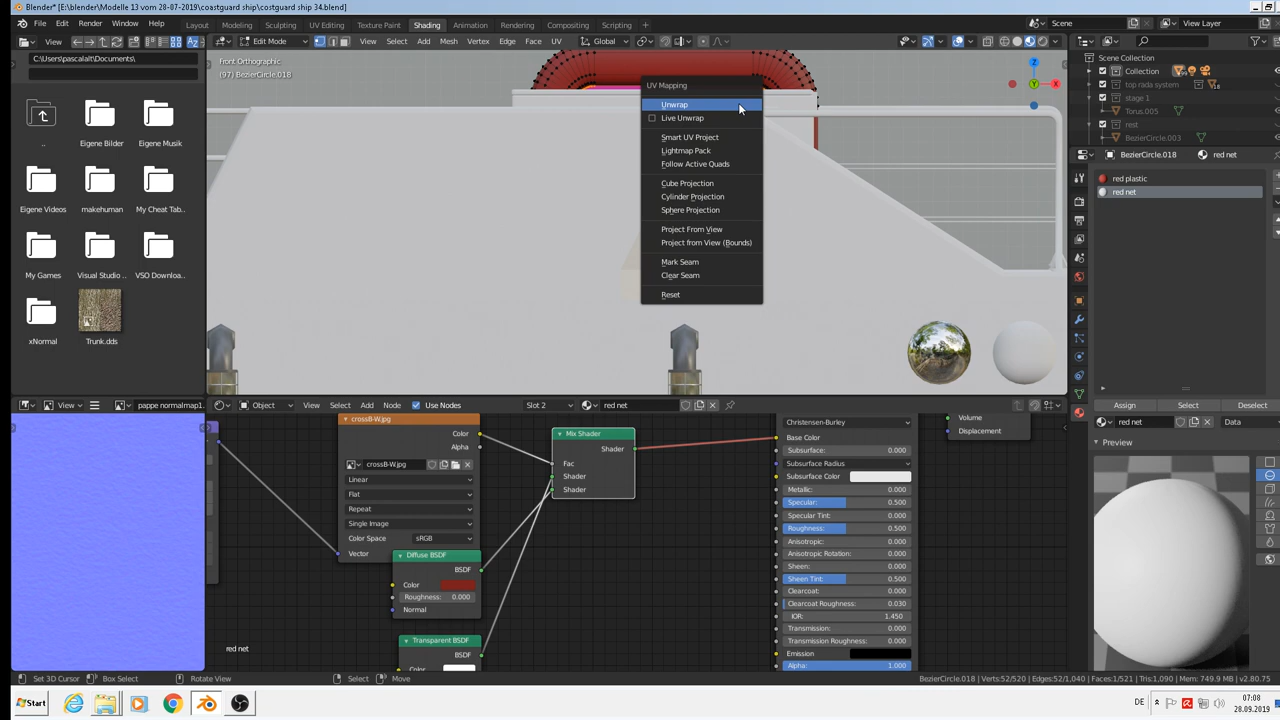 Blender* [E:\blender\Modelle 13 vom 28-07-2019\coastguard ship\costguard ship 34.blend]
File Edit Render Window Help Layout Modeling Sculpting UV Editing Texture Paint Shading Animation Rendering Compositing Scripting Scene View Layer
View Edit Mode View Select Add Mesh Vertex Edge Face UV Global
C:\Users\pascalalt\Documents\
Front Orthographic
(97) BezierCircle.018
Scene Collection
Collection
top rada system
stage 1
Torus.005
rest
BezierCircle.003
..
Eigene Bilder
Eigene Videos
makehuman
My Cheat Tab..
My Games
Visual Studio ..
VSO Downloa..
xNormal
Trunk.dds
Eigene Musik
UV Mapping
Unwrap
Live Unwrap
Smart UV Project
Lightmap Pack
Follow Active Quads
Cube Projection
Cylinder Projection
Sphere Projection
Project From View
Project from View (Bounds)
Mark Seam
Clear Seam
Reset
BezierCircle.018 red net
red plastic
red net
Assign Select Deselect
red net Data
Preview
View pappe normalmap1. Object View Select Add Node Use Nodes Slot 2 red net
crossB-W.jpg
Color
Alpha
crossB-W.jpg
Linear
Flat
Repeat
Single Image
Color Space sRGB
Vector
Diffuse BSDF
BSDF
Color
Roughness: 0.000
Normal
Transparent BSDF
BSDF
Color
Mix Shader
Shader
Fac
Shader
Shader
Christensen-Burley
Base Color
Subsurface: 0.000
Subsurface Radius
Subsurface Color
Metallic: 0.000
Specular: 0.500
Specular Tint: 0.000
Roughness: 0.500
Anisotropic: 0.000
Anisotropic Rotation: 0.000
Sheen: 0.000
Sheen Tint: 0.500
Clearcoat: 0.000
Clearcoat Roughness: 0.030
IOR: 1.450
Transmission: 0.000
Transmission Roughness: 0.000
Emission
Alpha: 1.000
Volume
Displacement
red net
Set 3D Cursor Box Select Rotate View Select Move BezierCircle.018 | Verts:52/520 | Edges:52/1,040 | Faces:1/521 | Tris:1,090 | Mem: 749.9 MB | v2.80.75
Start DE 07:08
28.09.2019